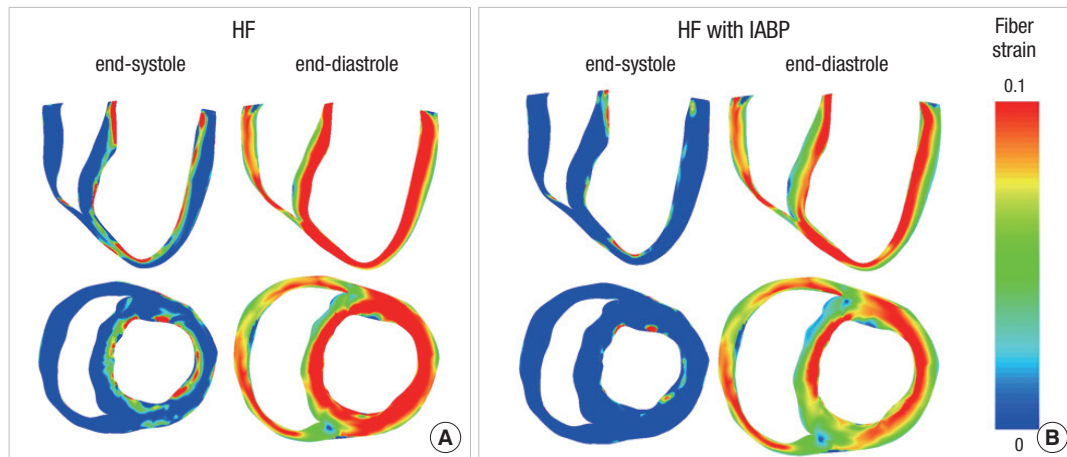 HF
end-systole
end-diastrole
A
HF with IABP
end-systole
end-diastrole
Fiber
strain
0.1
0
B